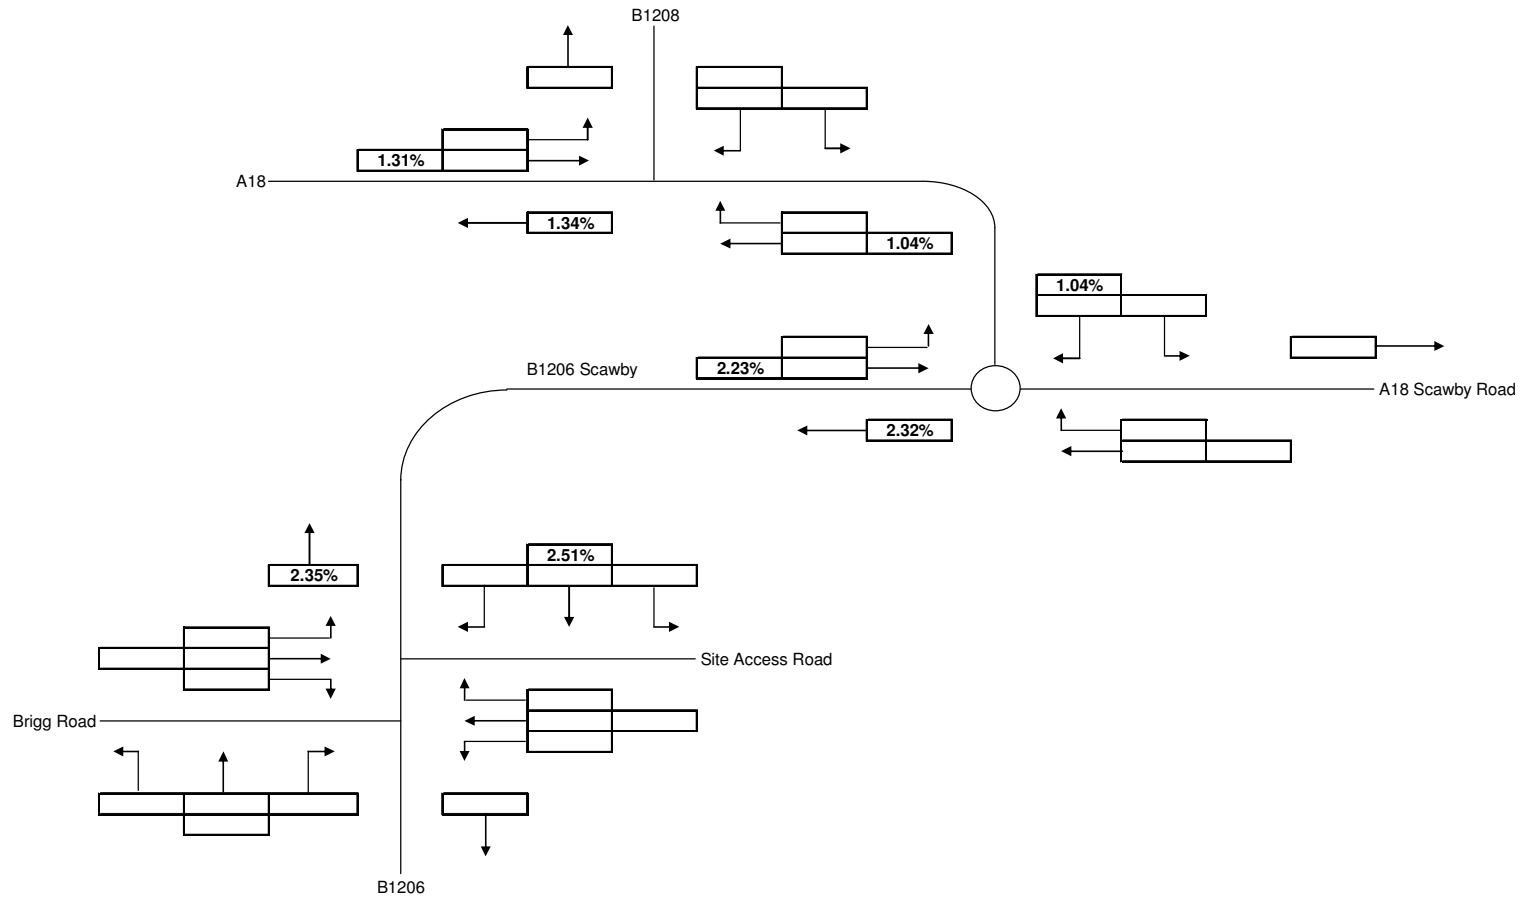 B1208
1.31%
A18
1.34%
1.04%
1.04%
B1206 Scawby
2.23%
A18 Scawby Road
2.32%
2.51%
2.35%
Site Access Road
Brigg Road
B1206